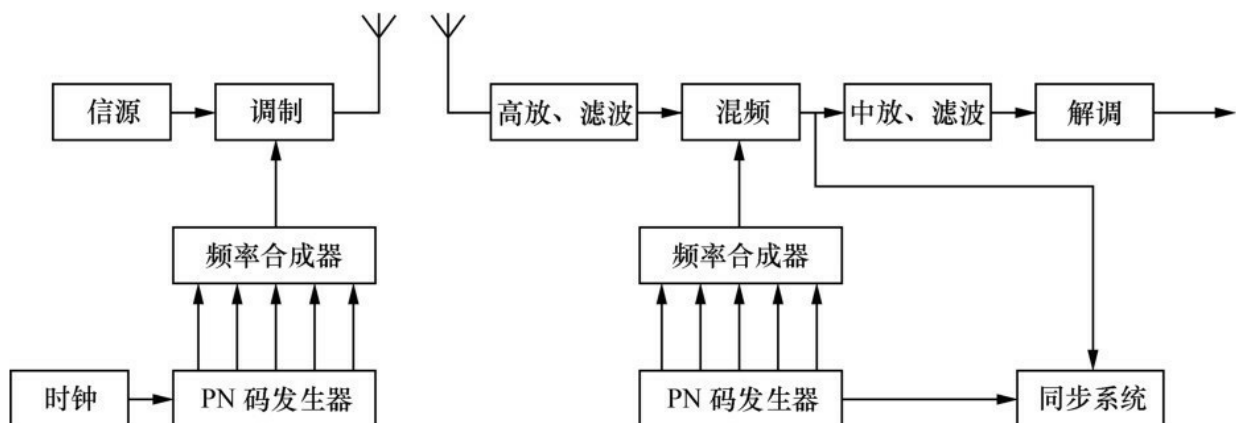 信源
调制
高放、滤波
混频
中放、滤波
解调
频率合成器
频率合成器
时钟
PN 码发生器
PN 码发生器
同步系统